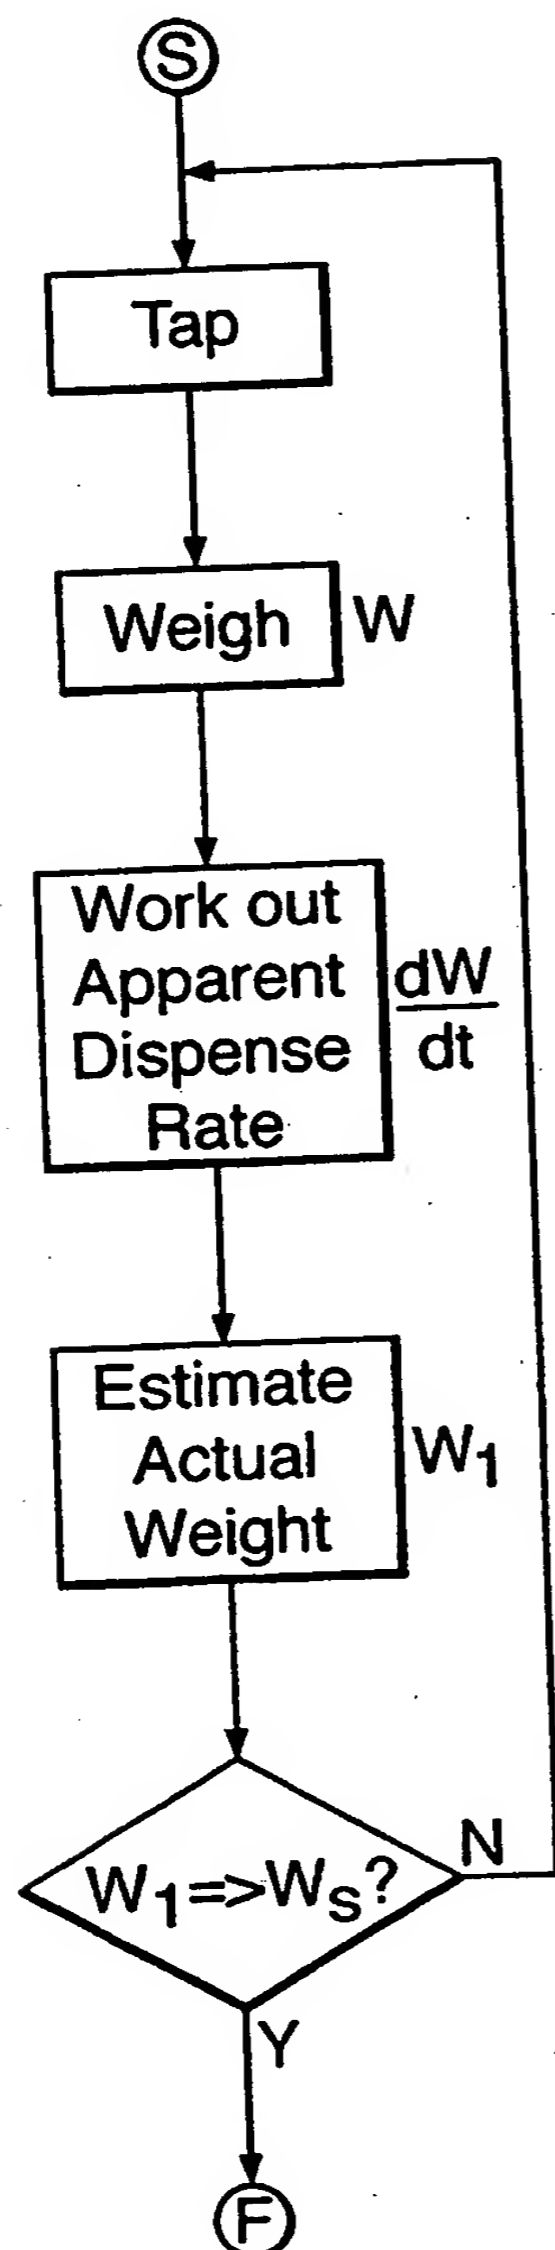 S
Tap
Weigh W
Work out
Apparent
Dispense
Rate
dW
dt
Estimate
Actual
Weight
W₁
W₁=>Wₛ?
N
Y
F